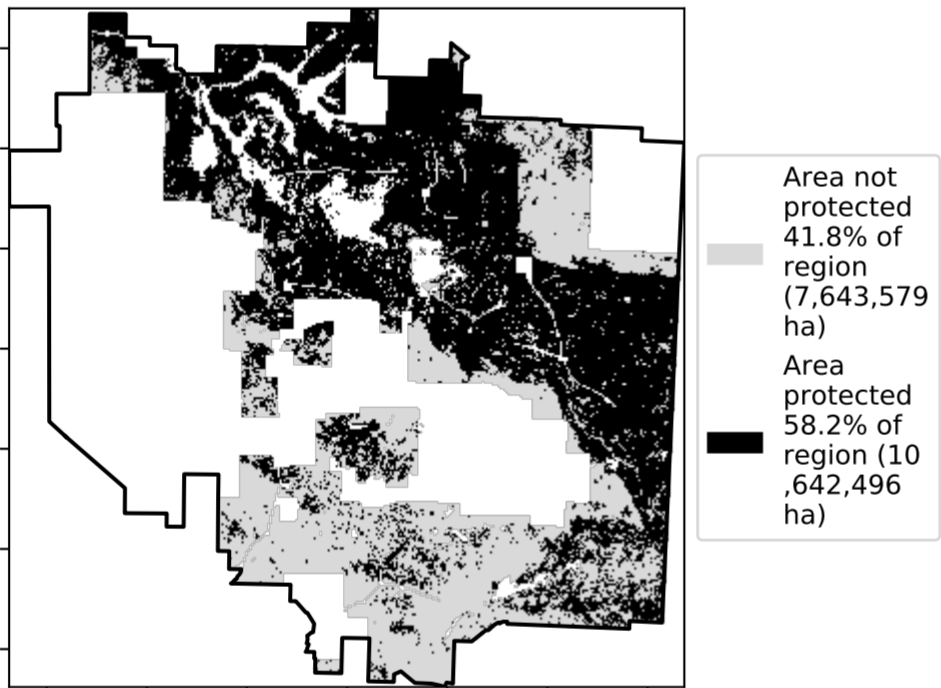 Area not
protected
41.8% of
region
(7,643,579
ha)
Area
protected
58.2% of
region (10
,642,496
ha)